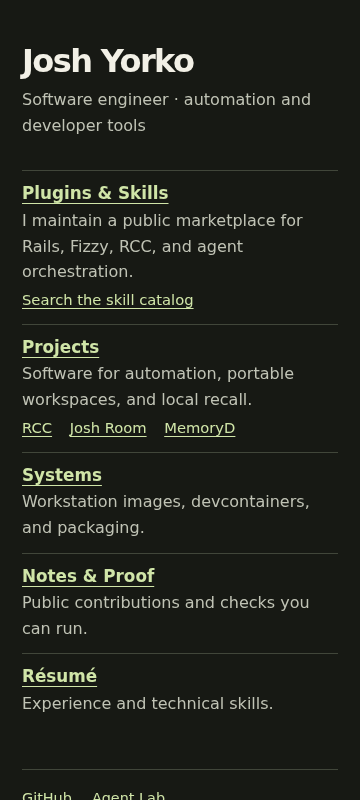 Josh Yorko
Software engineer · automation and
developer tools
Plugins & Skills
I maintain a public marketplace for
Rails, Fizzy, RCC, and agent
orchestration.
Search the skill catalog
Projects
Software for automation, portable
workspaces, and local recall.
RCC Josh Room MemoryD
Systems
Workstation images, devcontainers,
and packaging.
Notes & Proof
Public contributions and checks you
can run.
Résumé
Experience and technical skills.
GitHub Agent Lab